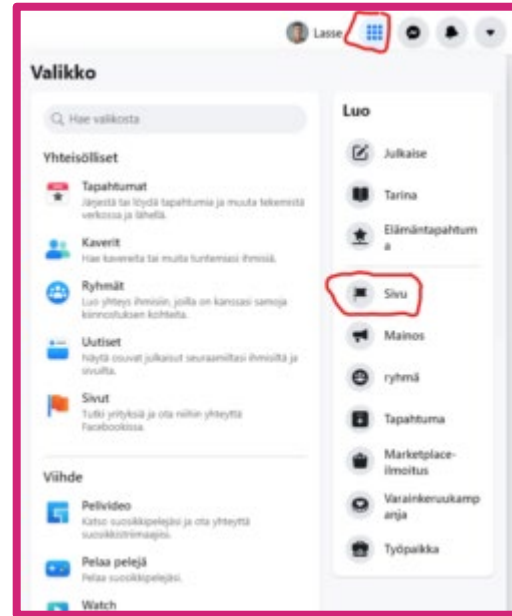 Lasse
Valikko
Hae valikosta
Yhteisölliset
Tapahtumat
Järjestä tai löydä tapahtumia ja muuta tekemistä
verkossa ja lähellä.
Kaverit
Hae kavereita tai muita tuntemiasi ihmisiä.
Ryhmät
Luo yhteys ihmisiin, joilla on kanssasi samoja
kiinnostuksen kohteita.
Uutiset
Näytä osuvat julkaisut seuraamiltasi ihmisiltä ja
sivuilta.
Sivut
Tutki yrityksiä ja ota niihin yhteyttä
Facebookissa.
Viihde
Pelivideo
Katso suosikkipelejäsi ja ota yhteyttä
suosikkistriimaajiisi.
Pelaa pelejä
Pelaa suosikkipelejäsi.
Watch
Luo
Julkaise
Tarina
Elämäntapahtum
a
Sivu
Mainos
ryhmä
Tapahtuma
Marketplace-
ilmoitus
Varainkeruukamp
anja
Työpaikka